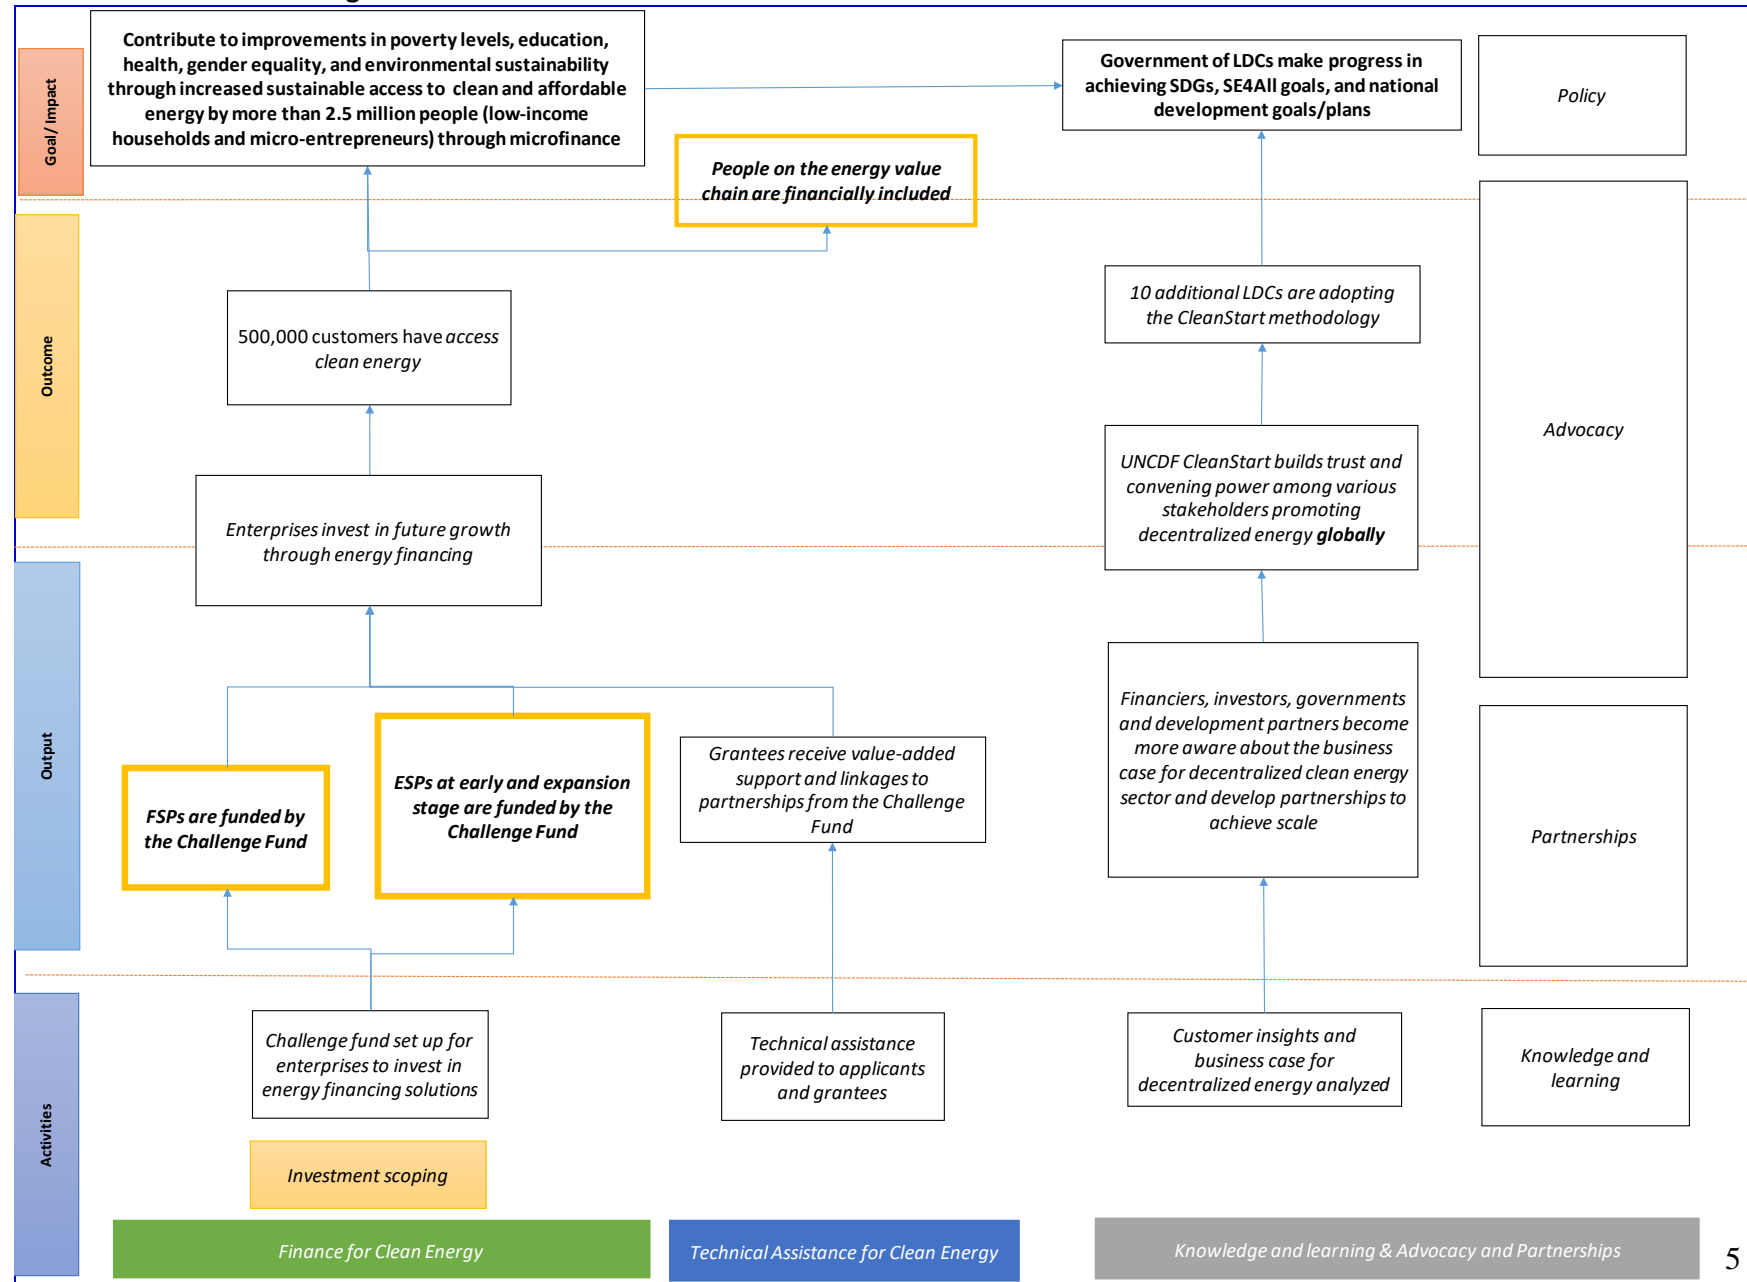 Contribute to improvements in poverty levels, education,
health, gender equality, and environmental sustainability
through increased sustainable access to clean and affordable
energy by more than 2.5 million people (low-income
households and micro-entrepreneurs) through microfinance
Government of LDCs make progress in
achieving SDGs, SE4All goals, and national
development goals/plans
Policy
Goal/ Impact
People on the energy value
chain are financially included
Outcome
500,000 customers have access
clean energy
10 additional LDCs are adopting
the CleanStart methodology
Advocacy
Enterprises invest in future growth
through energy financing
UNCDF CleanStart builds trust and
convening power among various
stakeholders promoting
decentralized energy globally
Output
FSPs are funded by
the Challenge Fund
ESPs at early and expansion
stage are funded by the
Challenge Fund
Grantees receive value-added
support and linkages to
partnerships from the Challenge
Fund
Financiers, investors, governments
and development partners become
more aware about the business
case for decentralized clean energy
sector and develop partnerships to
achieve scale
Partnerships
Activities
Challenge fund set up for
enterprises to invest in
energy financing solutions
Technical assistance
provided to applicants
and grantees
Customer insights and
business case for
decentralized energy analyzed
Knowledge and
learning
Investment scoping
Finance for Clean Energy
Technical Assistance for Clean Energy
Knowledge and learning & Advocacy and Partnerships
5